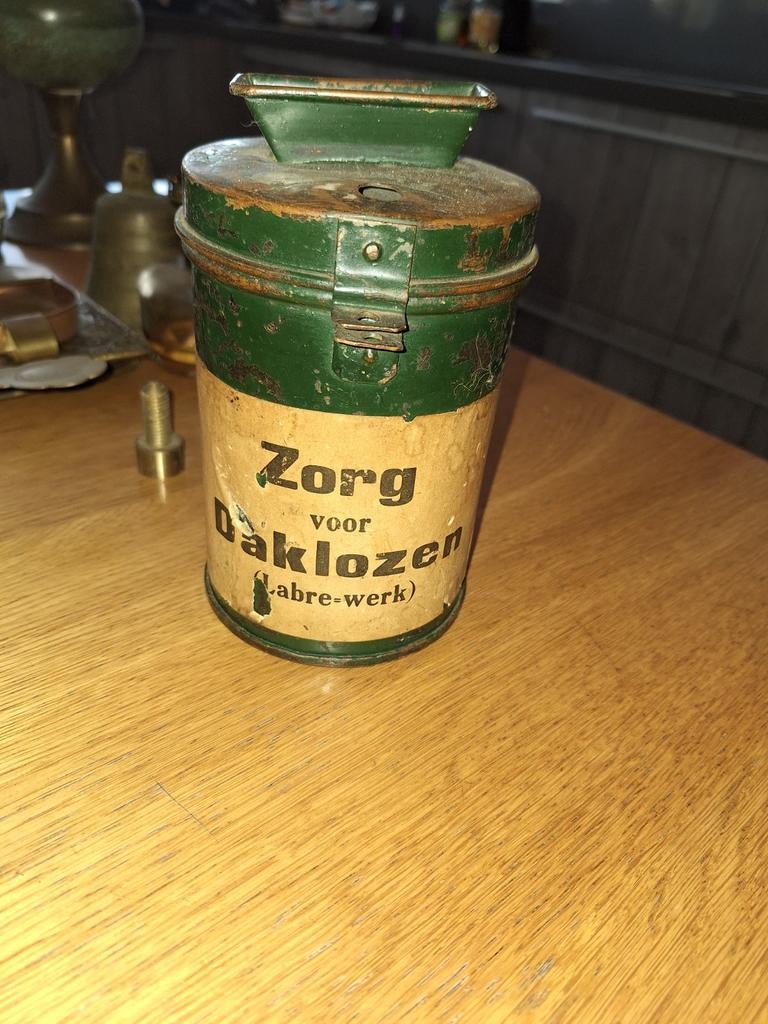 Zorg
voor
Daklozen
(Labre=werk)